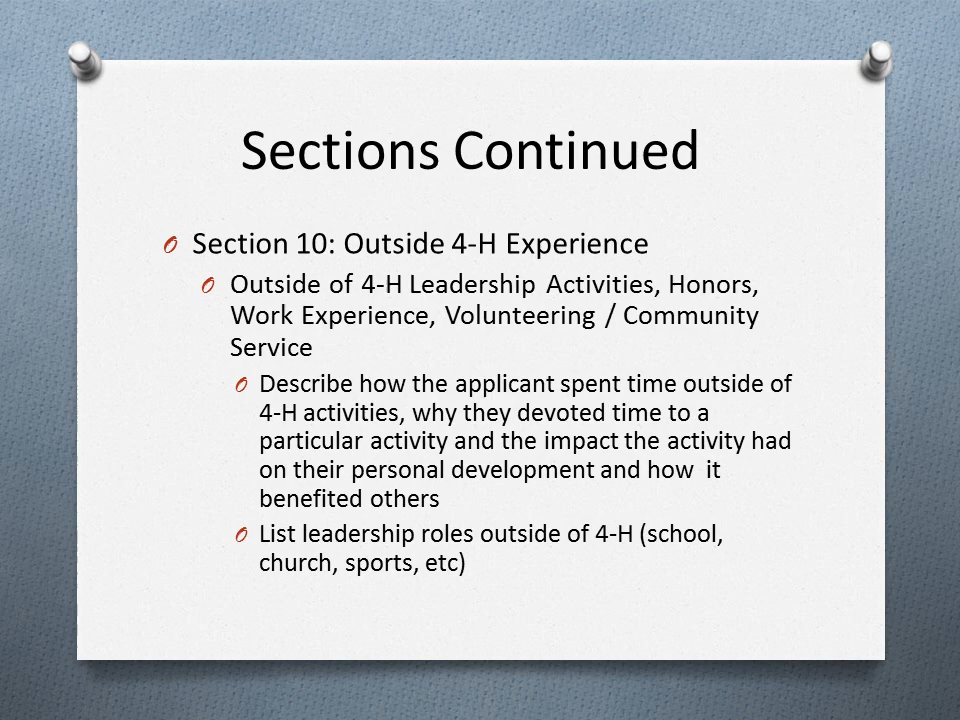 Sections Continued
Section 10: Outside 4-H Experience
Outside of 4-H Leadership Activities, Honors,
Work Experience, Volunteering / Community
Service
Describe how the applicant spent time outside of
4-H activities, why they devoted time to a
particular activity and the impact the activity had
on their personal development and how  it
benefited others
List leadership roles outside of 4-H (school,
church, sports, etc)